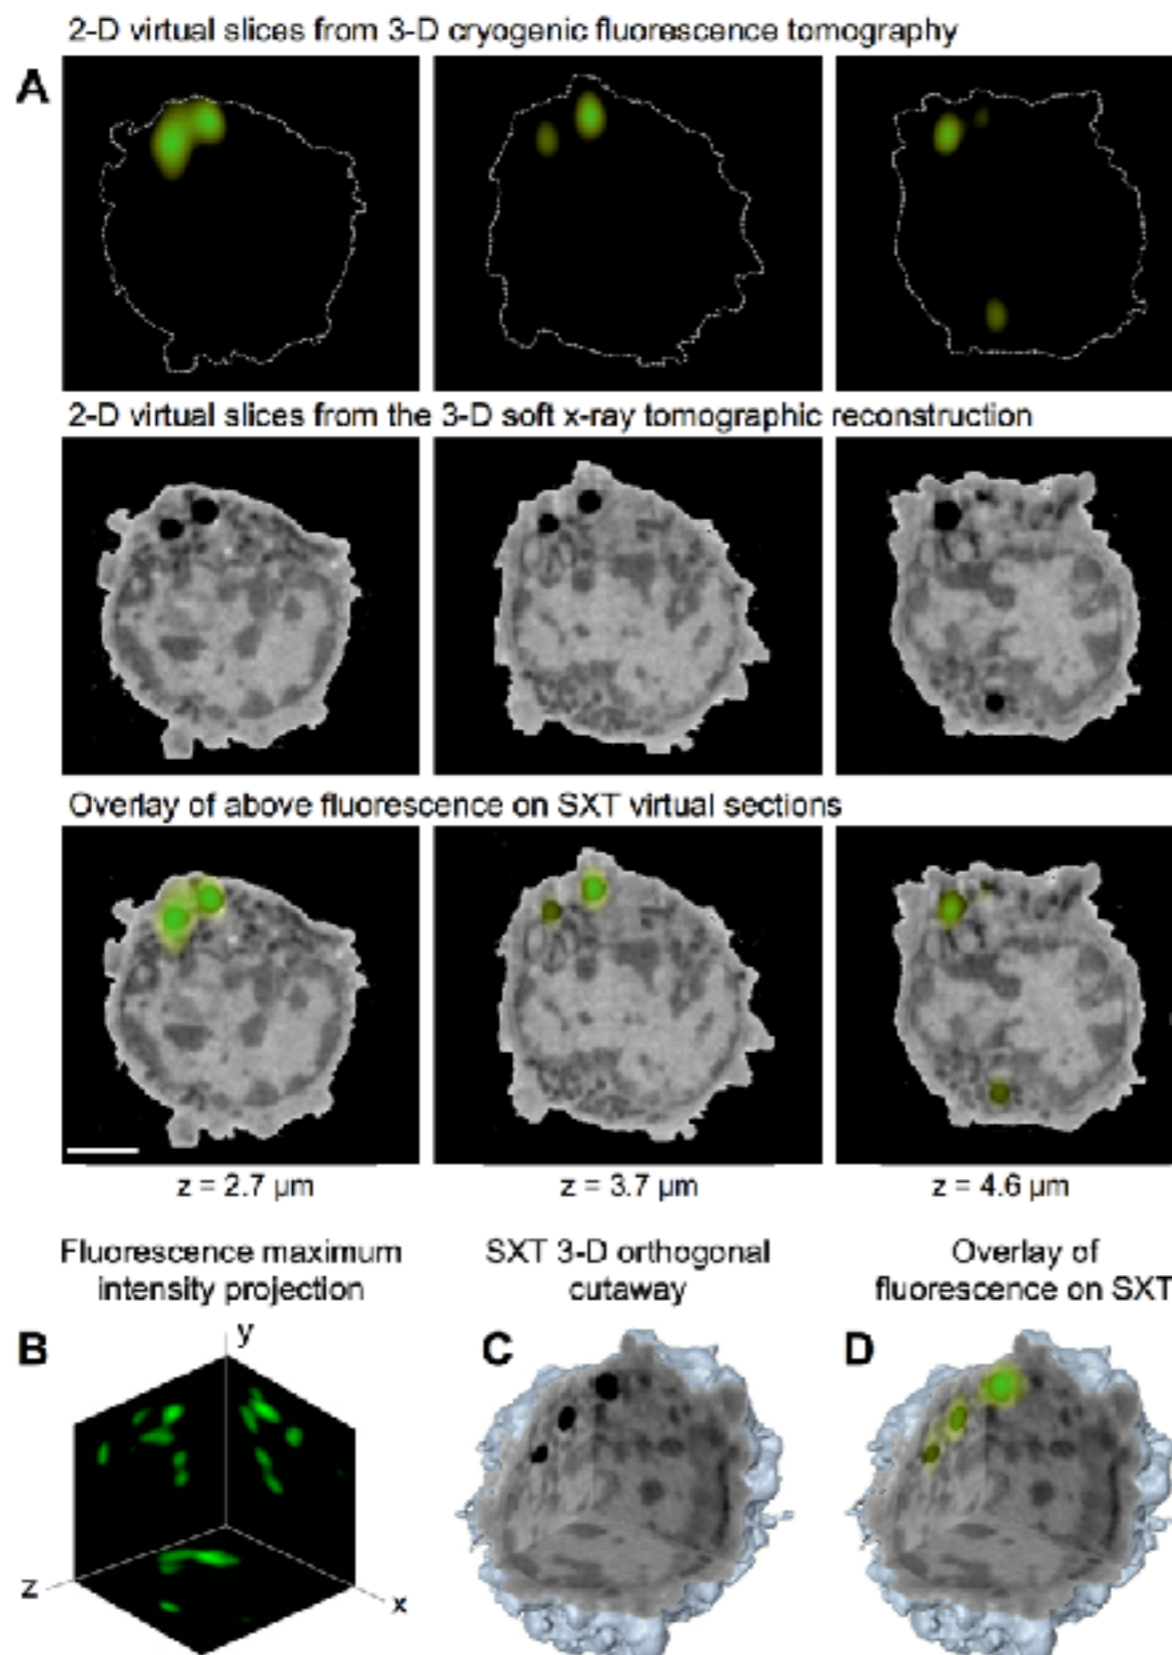 2-D virtual slices from 3-D cryogenic fluorescence tomography
A
2-D virtual slices from the 3-D soft x-ray tomographic reconstruction
Overlay of above fluorescence on SXT virtual sections
z = 2.7 µm
z = 3.7 µm
z = 4.6 µm
Fluorescence maximum
intensity projection
SXT 3-D orthogonal
cutaway
Overlay of
fluorescence on SXT
B
y
z
x
C
D